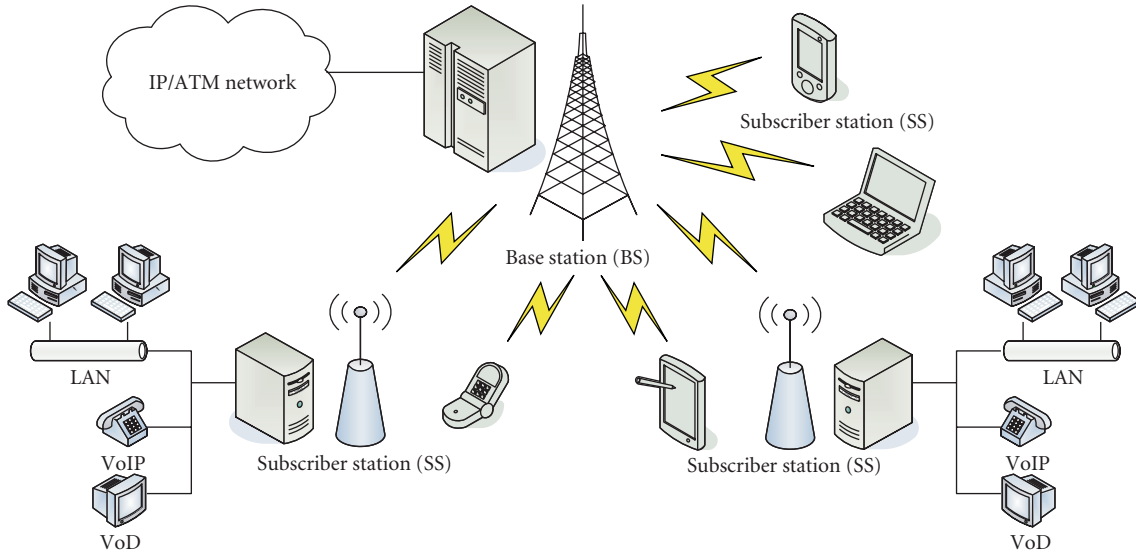 IP/ATM network
Subscriber station (SS)
Base station (BS)
LAN
LAN
VoIP
Subscriber station (SS)
Subscriber station (SS)
VoIP
VoD
VoD